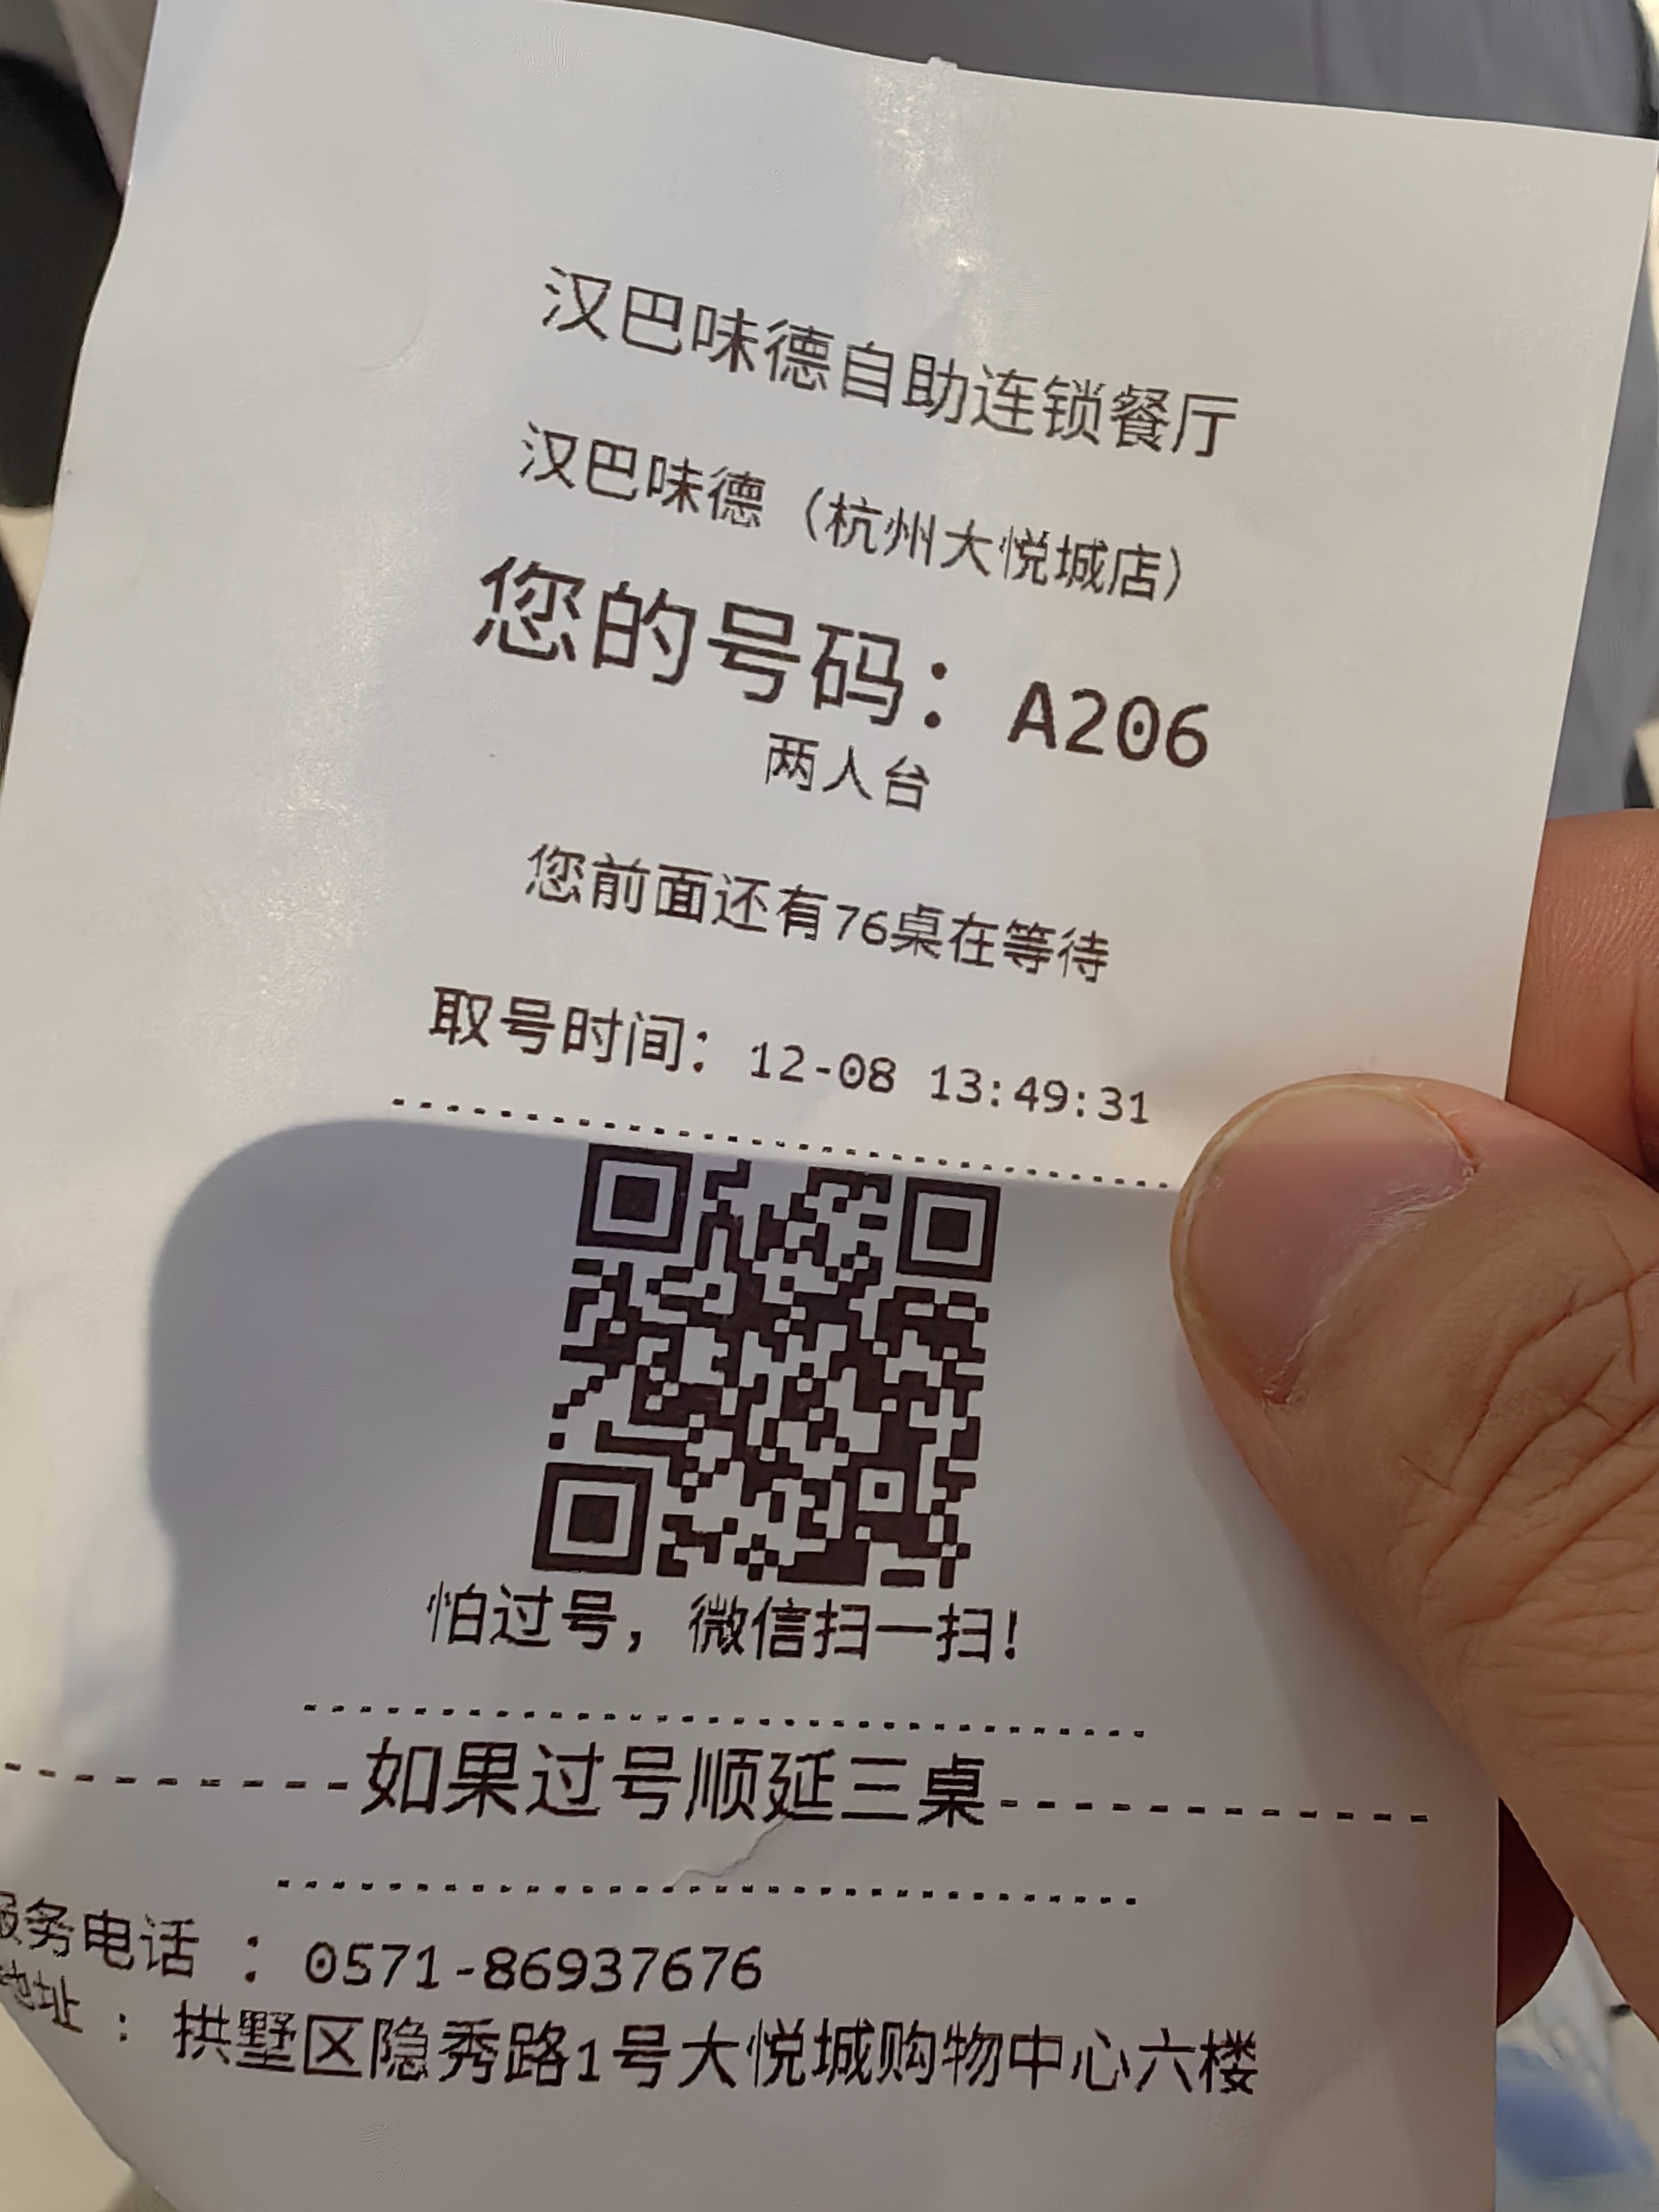 汉巴味德自助连锁餐厅
汉巴味德（杭州大悦城店）
您的号码：A206
两人台
您前面还有76桌在等待
取号时间：12-08 13:49:31
怕过号，微信扫一扫！
---------如果过号顺延三桌------------
服务电话 ：0571-86937676
地址 ：拱墅区隐秀路1号大悦城购物中心六楼